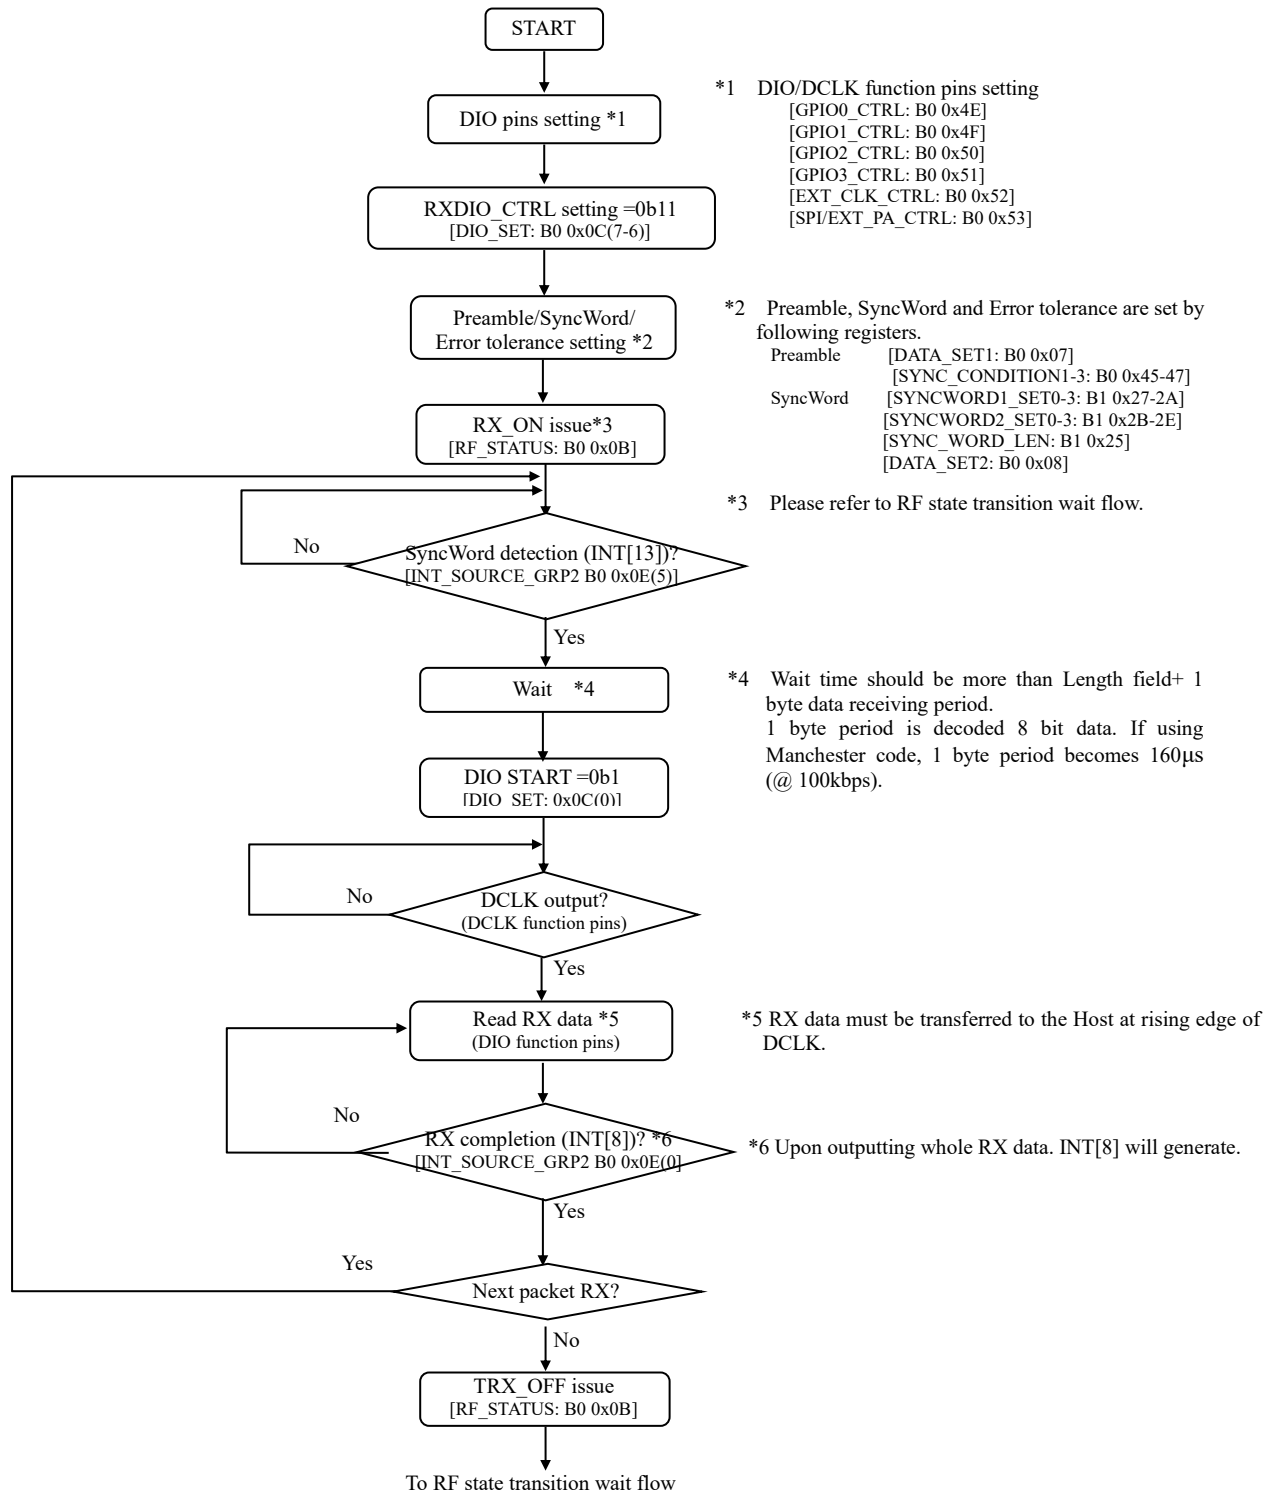 START
DIO pins setting *1
*1 DIO/DCLK function pins setting
[GPIO0_CTRL: B0 0x4E]
[GPIO1_CTRL: B0 0x4F]
[GPIO2_CTRL: B0 0x50]
[GPIO3_CTRL: B0 0x51]
[EXT_CLK_CTRL: B0 0x52]
[SPI/EXT_PA_CTRL: B0 0x53]
RXDIO_CTRL setting =0b11
[DIO_SET: B0 0x0C(7-6)]
Preamble/SyncWord/
Error tolerance setting *2
*2 Preamble, SyncWord and Error tolerance are set by
following registers.
Preamble [DATA_SET1: B0 0x07]
[SYNC_CONDITION1-3: B0 0x45-47]
SyncWord [SYNCWORD1_SET0-3: B1 0x27-2A]
[SYNCWORD2_SET0-3: B1 0x2B-2E]
[SYNC_WORD_LEN: B1 0x25]
[DATA_SET2: B0 0x08]
RX_ON issue*3
[RF_STATUS: B0 0x0B]
*3 Please refer to RF state transition wait flow.
No
SyncWord detection (INT[13])?
[INT_SOURCE_GRP2 B0 0x0E(5)]
Yes
Wait *4
*4 Wait time should be more than Length field+ 1
byte data receiving period.
1 byte period is decoded 8 bit data. If using
Manchester code, 1 byte period becomes 160μs
(@ 100kbps).
DIO START =0b1
[DIO_SET: 0x0C(0)]
No
DCLK output?
(DCLK function pins)
Yes
Read RX data *5
(DIO function pins)
*5 RX data must be transferred to the Host at rising edge of
DCLK.
No
RX completion (INT[8])? *6
[INT_SOURCE_GRP2 B0 0x0E(0]
*6 Upon outputting whole RX data. INT[8] will generate.
Yes
Yes
Next packet RX?
No
TRX_OFF issue
[RF_STATUS: B0 0x0B]
To RF state transition wait flow